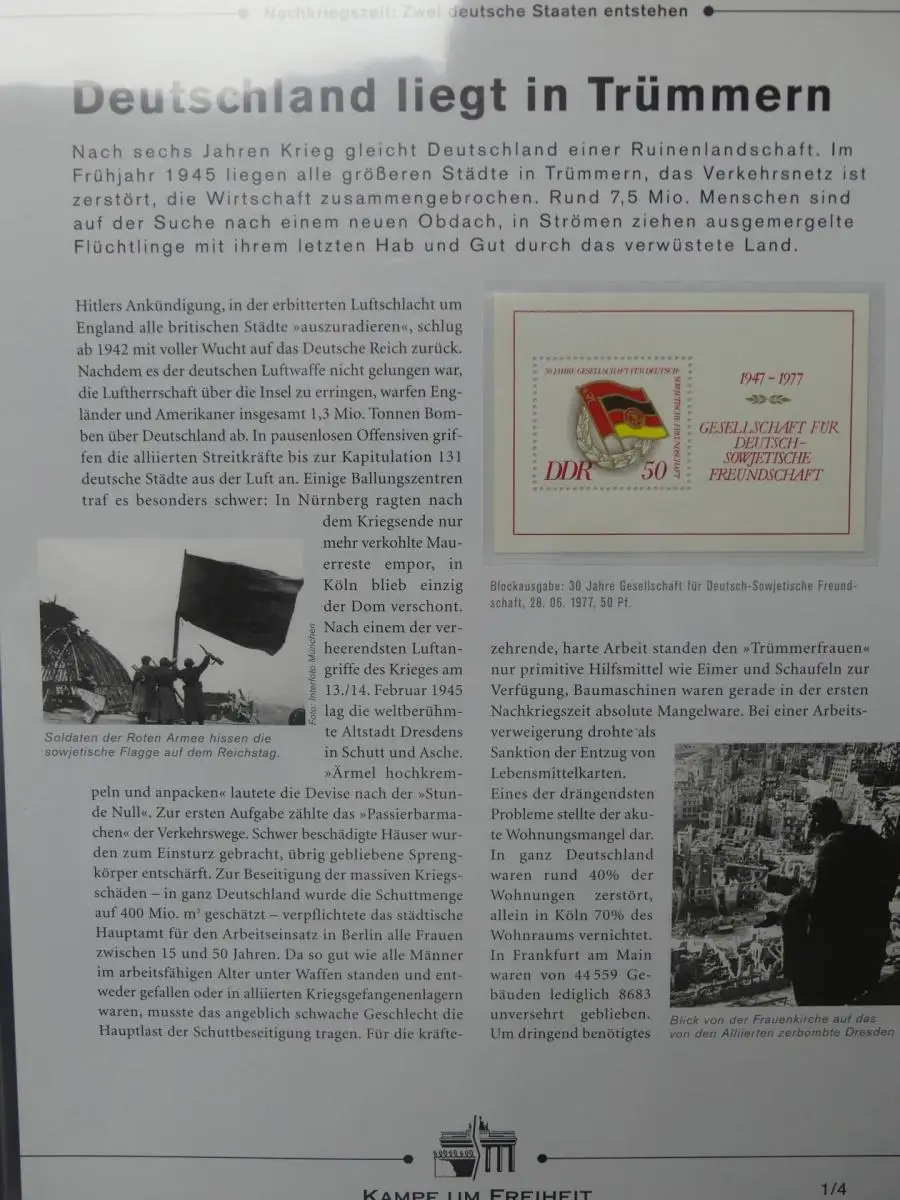 Nachkriegszeit: Zwei deutsche Staaten entstehen
Deutschland liegt in Trümmern
Nach sechs Jahren Krieg gleicht Deutschland einer Ruinenlandschaft. Im
Frühjahr 1945 liegen alle größeren Städte in Trümmern, das Verkehrsnetz ist
zerstört, die Wirtschaft zusammengebrochen. Rund 7,5 Mio. Menschen sind
auf der Suche nach einem neuen Obdach, in Strömen ziehen ausgemergelte
Flüchtlinge mit ihrem letzten Hab und Gut durch das verwüstete Land.
Hitlers Ankündigung, in der erbitterten Luftschlacht um
England alle britischen Städte »auszuradieren«, schlug
ab 1942 mit voller Wucht auf das Deutsche Reich zurück.
Nachdem es der deutschen Luftwaffe nicht gelungen war,
die Luftherrschaft über die Insel zu erringen, warfen Eng-
länder und Amerikaner insgesamt 1,3 Mio. Tonnen Bom-
ben über Deutschland ab. In pausenlosen Offensiven grif-
fen die alliierten Streitkräfte bis zur Kapitulation 131
deutsche Städte aus der Luft an. Einige Ballungszentren
traf es besonders schwer: In Nürnberg ragten nach
dem Kriegsende nur
mehr verkohlte Mau-
erreste empor, in
Köln blieb einzig
der Dom verschont.
Nach einem der ver-
heerendsten Luftan-
griffe des Krieges am
13./14. Februar 1945
lag die weltberühm-
te Altstadt Dresdens
in Schutt und Asche.
»Ärmel hochkrem-
peln und anpacken« lautete die Devise nach der »Stun-
de Null«. Zur ersten Aufgabe zählte das »Passierbarma-
chen« der Verkehrswege. Schwer beschädigte Häuser wur-
den zum Einsturz gebracht, übrig gebliebene Spreng-
körper entschärft. Zur Beseitigung der massiven Kriegs-
schäden – in ganz Deutschland wurde die Schuttmenge
auf 400 Mio. m³ geschätzt – verpflichtete das städtische
Hauptamt für den Arbeitseinsatz in Berlin alle Frauen
zwischen 15 und 50 Jahren. Da so gut wie alle Männer
im arbeitsfähigen Alter unter Waffen standen und ent-
weder gefallen oder in alliierten Kriegsgefangenenlagern
waren, musste das angeblich schwache Geschlecht die
Hauptlast der Schuttbeseitigung tragen. Für die kräfte-
Foto: Interfoto München
Soldaten der Roten Armee hissen die
sowjetische Flagge auf dem Reichstag.
30 JAHRE GESELLSCHAFT FÜR DEUTSCH-
SOWJETISCHE FREUNDSCHAFT
DDR 50
1947 - 1977
GESELLSCHAFT FÜR
DEUTSCH-
SOWJETISCHE
FREUNDSCHAFT
Blockausgabe: 30 Jahre Gesellschaft für Deutsch-Sowjetische Freund-
schaft, 28. 06. 1977, 50 Pf.
zehrende, harte Arbeit standen den »Trümmerfrauen«
nur primitive Hilfsmittel wie Eimer und Schaufeln zur
Verfügung, Baumaschinen waren gerade in der ersten
Nachkriegszeit absolute Mangelware. Bei einer Arbeits-
verweigerung drohte als
Sanktion der Entzug von
Lebensmittelkarten.
Eines der drängendsten
Probleme stellte der aku-
te Wohnungsmangel dar.
In ganz Deutschland
waren rund 40% der
Wohnungen zerstört,
allein in Köln 70% des
Wohnraums vernichtet.
In Frankfurt am Main
waren von 44 559 Ge-
bäuden lediglich 8683
unversehrt geblieben.
Um dringend benötigtes
Blick von der Frauenkirche auf das
von den Alliierten zerbombte Dresden
KAMPF UM FREIHEIT
1/4